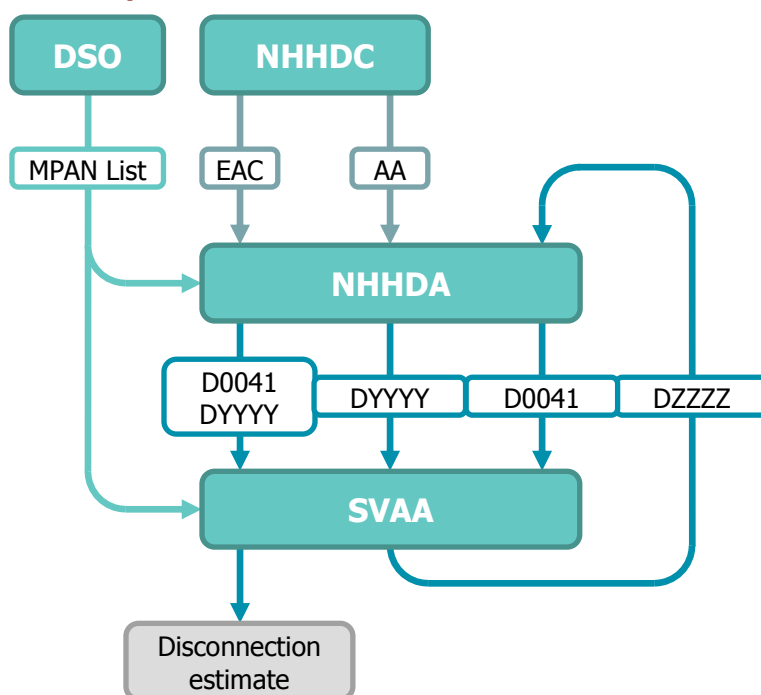 DSO
NHHDC
MPAN List
EAC
AA
NHHDA
D0041
DYYYY
DYYYY
D0041
DZZZZ
SVAA
Disconnection
estimate